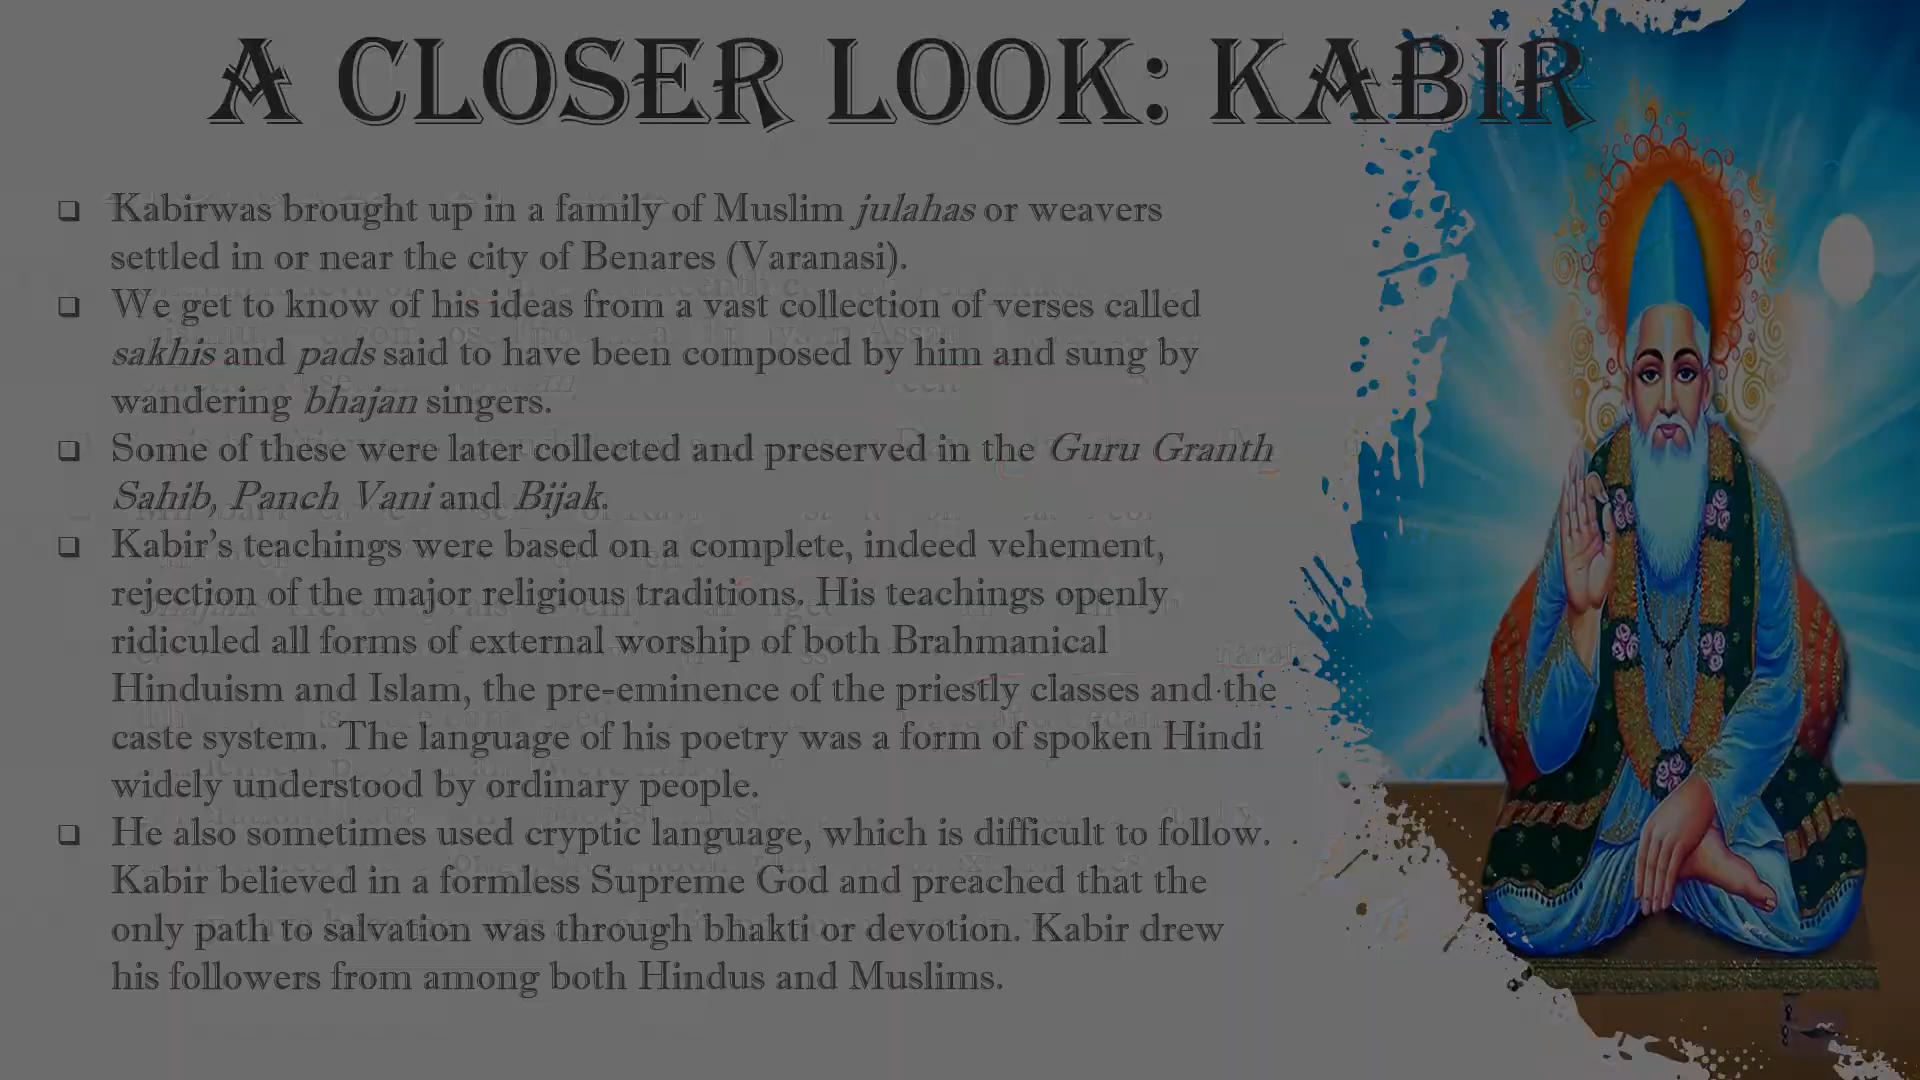 A CLOSER LOOK: KABIR
❑ Kabirwas brought up in a family of Muslim julahas or weavers
settled in or near the city of Benares (Varanasi).
❑ We get to know of his ideas from a vast collection of verses called
sakhis and pads said to have been composed by him and sung by
wandering bhajan singers.
❑ Some of these were later collected and preserved in the Guru Granth
Sahib, Panch Vani and Bijak.
❑ Kabir's teachings were based on a complete, indeed vehement,
rejection of the major religious traditions. His teachings openly
ridiculed all forms of external worship of both Brahmanical
Hinduism and Islam, the pre-eminence of the priestly classes and the
caste system. The language of his poetry was a form of spoken Hindi
widely understood by ordinary people.
❑ He also sometimes used cryptic language, which is difficult to follow.
Kabir believed in a formless Supreme God and preached that the
only path to salvation was through bhakti or devotion. Kabir drew
his followers from among both Hindus and Muslims.